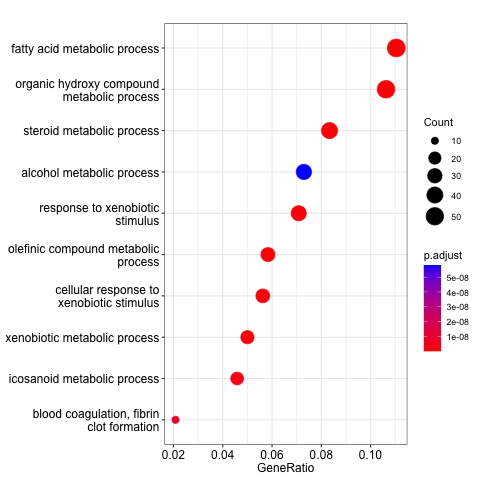 fatty acid metabolic process
organic hydroxy compound
metabolic process
steroid metabolic process
alcohol metabolic process
response to xenobiotic
stimulus
olefinic compound metabolic
process
cellular response to
xenobiotic stimulus
xenobiotic metabolic process
icosanoid metabolic process
blood coagulation, fibrin
clot formation
0.02 0.04 0.06 0.08 0.10
GeneRatio
Count
10
20
30
40
50
p.adjust
5e-08
4e-08
3e-08
2e-08
1e-08